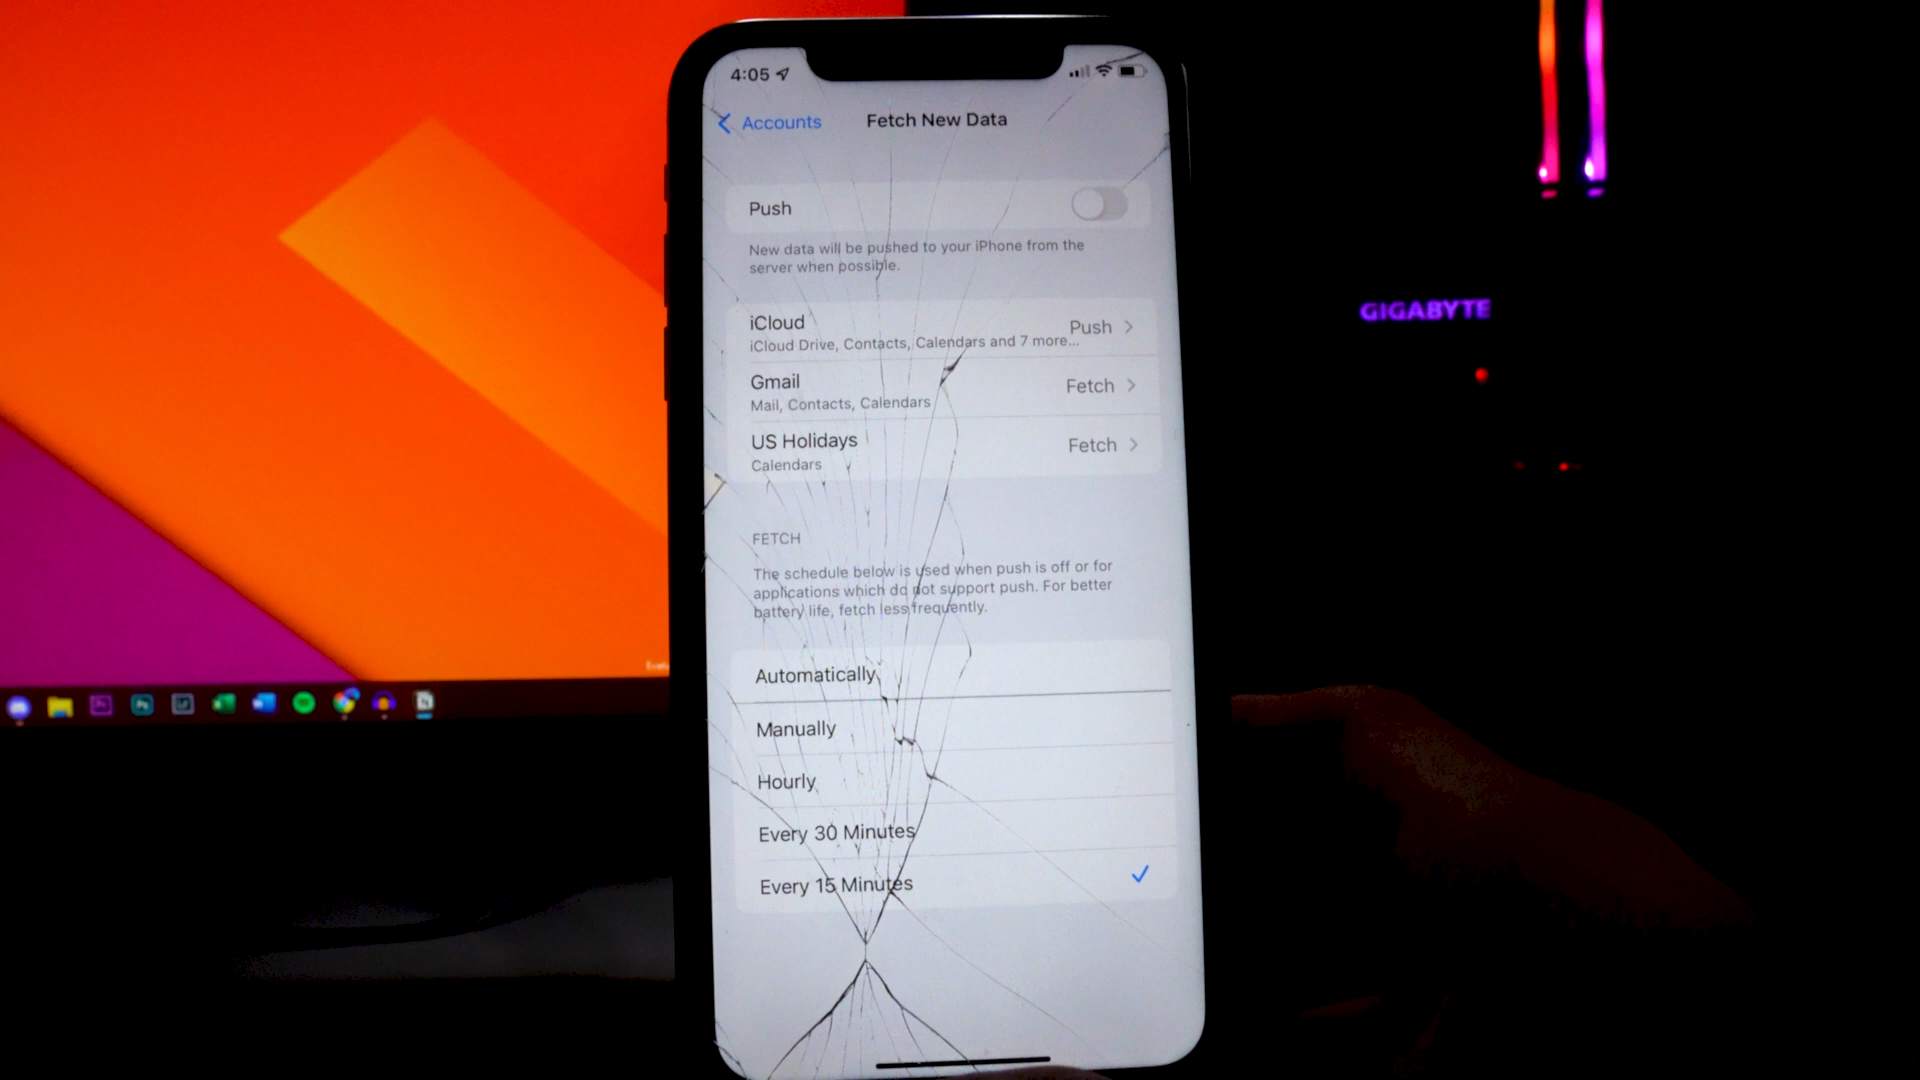 4:05
Accounts
Fetch New Data
Push
New data will be pushed to your iPhone from the
server when possible.
iCloud
Push
iCloud Drive, Contacts, Calendars and 7 more...
Gmail
Fetch
Mail, Contacts, Calendars
US Holidays
Fetch
Calendars
FETCH
The schedule below is used when push is off or for
applications which do not support push. For better
battery life, fetch less frequently.
Automatically
Manually
Hourly
Every 30 Minutes
Every 15 Minutes
GIGABYTE